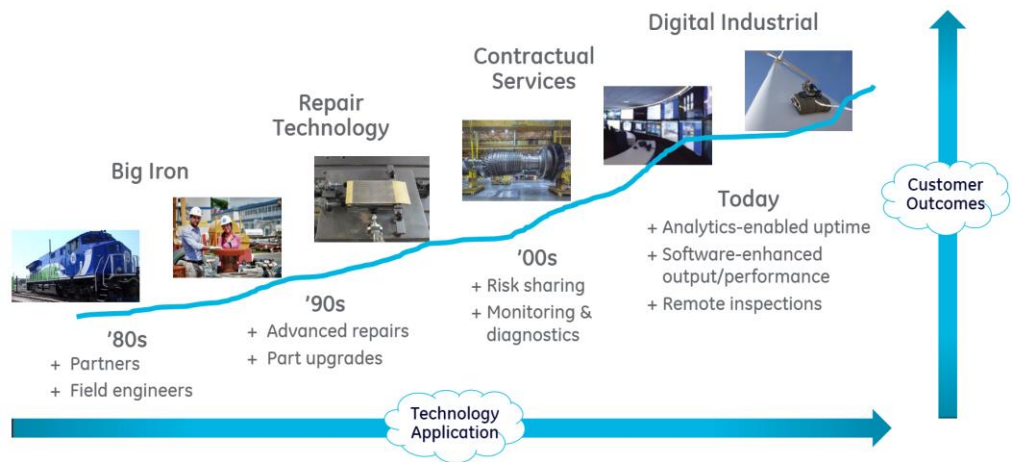 Digital Industrial
Contractual
Services
Repair
Technology
Big Iron
'80s
+ Partners
+ Field engineers
'90s
+ Advanced repairs
+ Part upgrades
'00s
+ Risk sharing
+ Monitoring &
diagnostics
Today
+ Analytics-enabled uptime
+ Software-enhanced
output/performance
+ Remote inspections
Customer
Outcomes
Technology
Application